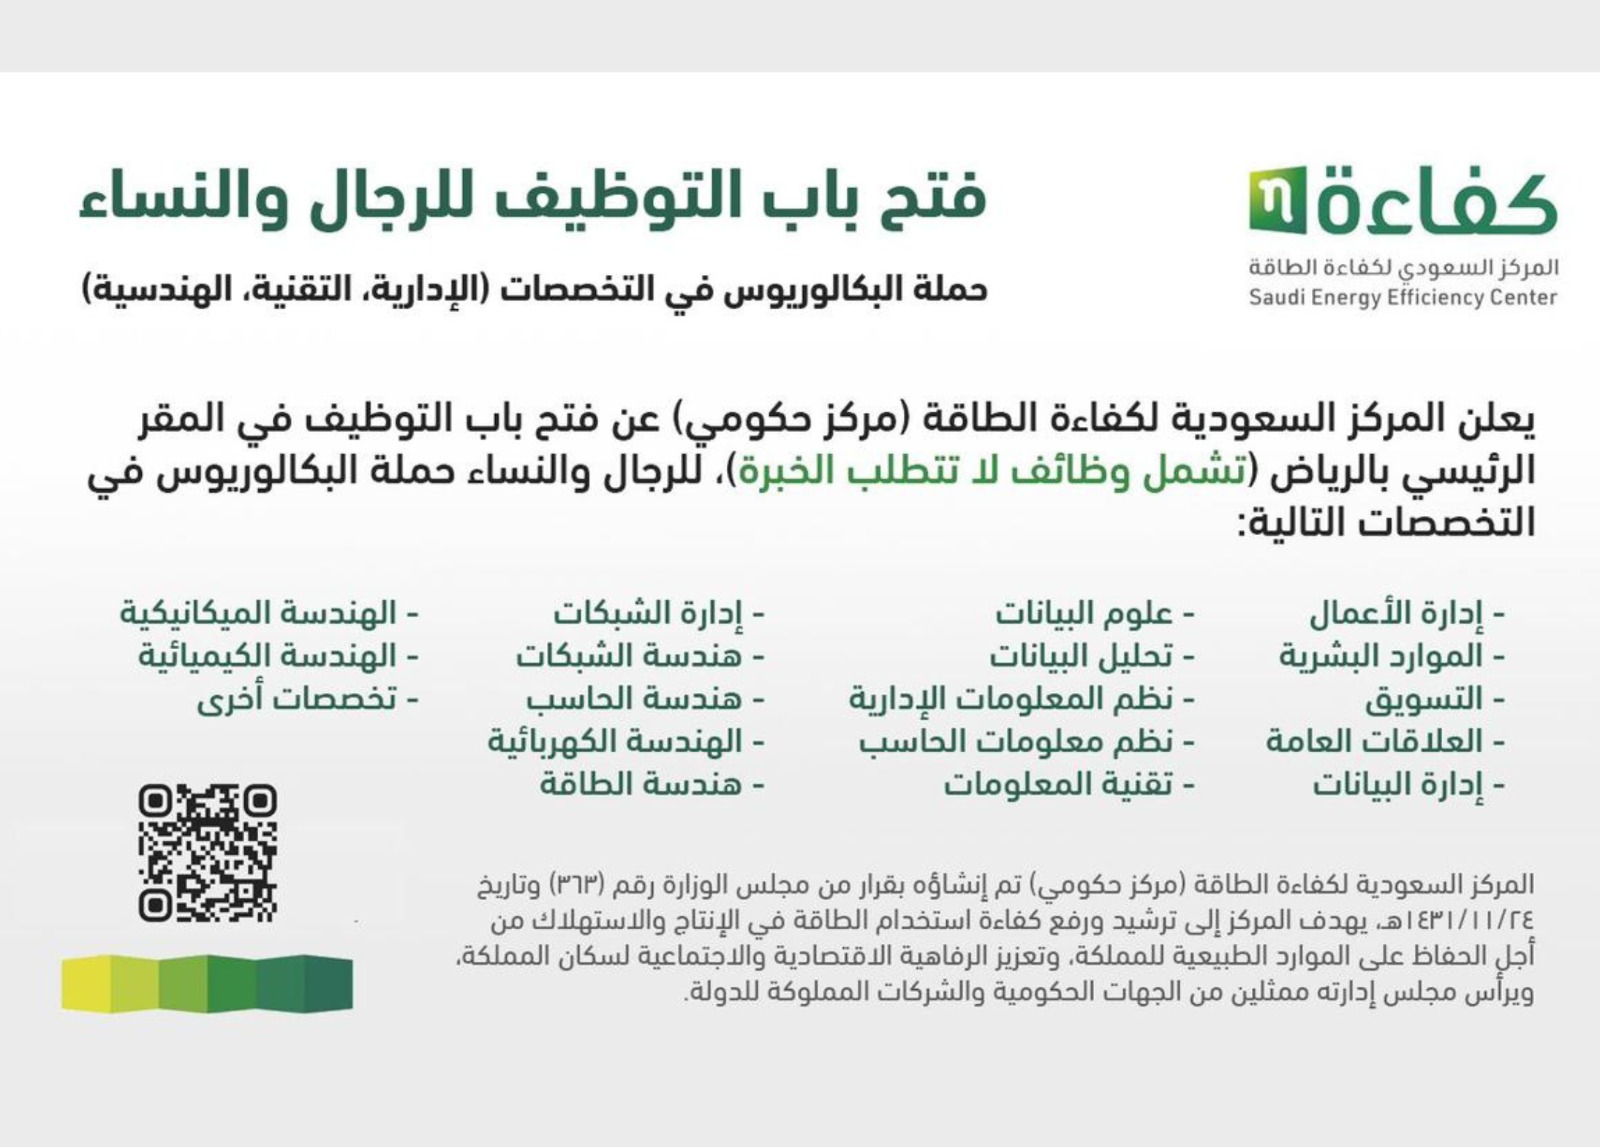 كفاءة
المركز السعودي لكفاءة الطاقة
Saudi Energy Efficiency Center
فتح باب التوظيف للرجال والنساء
حملة البكالوريوس في التخصصات (الإدارية، التقنية، الهندسية)
يعلن المركز السعودية لكفاءة الطاقة (مركز حكومي) عن فتح باب التوظيف في المقر
الرئيسي بالرياض (تشمل وظائف لا تتطلب الخبرة)، للرجال والنساء حملة البكالوريوس في
التخصصات التالية:
- إدارة الأعمال
- الموارد البشرية
- التسويق
- العلاقات العامة
- إدارة البيانات
- علوم البيانات
- تحليل البيانات
- نظم المعلومات الإدارية
- نظم معلومات الحاسب
- تقنية المعلومات
- إدارة الشبكات
- هندسة الشبكات
- هندسة الحاسب
- الهندسة الكهربائية
- هندسة الطاقة
- الهندسة الميكانيكية
- الهندسة الكيميائية
- تخصصات أخرى
المركز السعودية لكفاءة الطاقة (مركز حكومي) تم إنشاؤه بقرار من مجلس الوزارة رقم (٣٦٣) وتاريخ
١٤٣١/١١/٢٤هـ، يهدف المركز إلى ترشيد ورفع كفاءة استخدام الطاقة في الإنتاج والاستهلاك من
أجل الحفاظ على الموارد الطبيعية للمملكة، وتعزيز الرفاهية الاقتصادية والاجتماعية لسكان المملكة،
ويرأس مجلس إدارته ممثلين من الجهات الحكومية والشركات المملوكة للدولة.